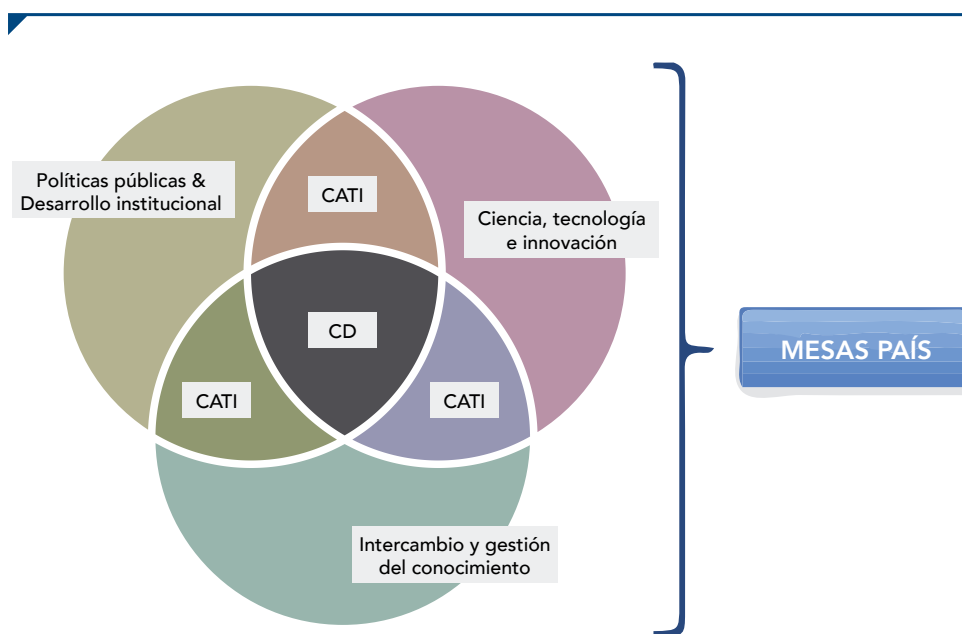 CATI
Políticas públicas &
Desarrollo institucional
Ciencia, tecnología
e innovación
CD
MESAS PAÍS
CATI
CATI
Intercambio y gestión
del conocimiento